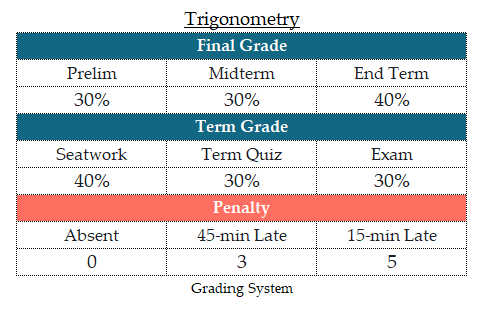 Trigonometry
Final Grade
Prelim Midterm End Term
30% 30% 40%
Term Grade
Seatwork Term Quiz Exam
40% 30% 30%
Penalty
Absent 45-min Late 15-min Late
0 3 5
Grading System